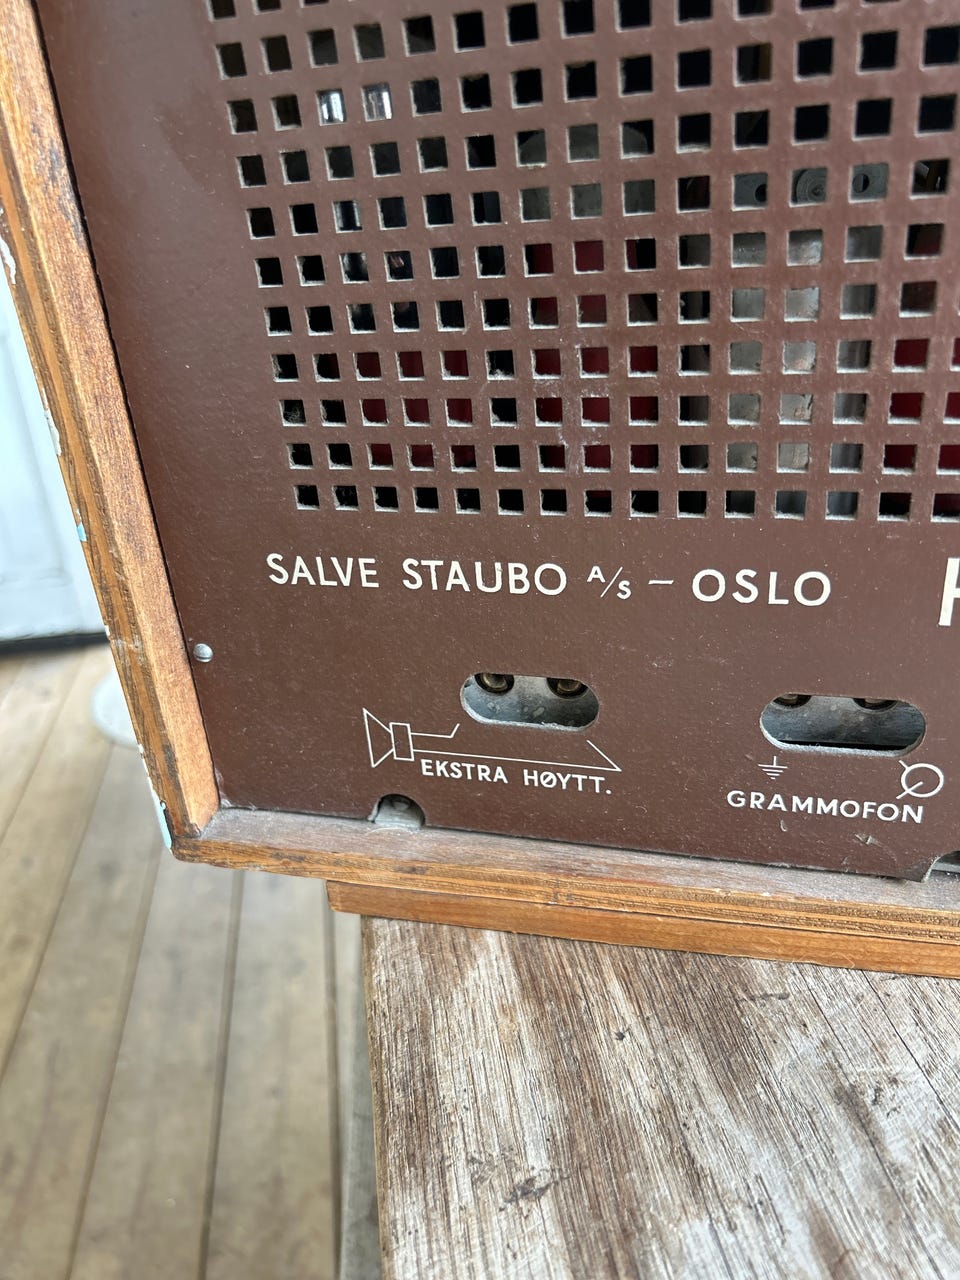 SALVE STAUBO A/S – OSLO
EKSTRA HØYTT.
GRAMMOFON